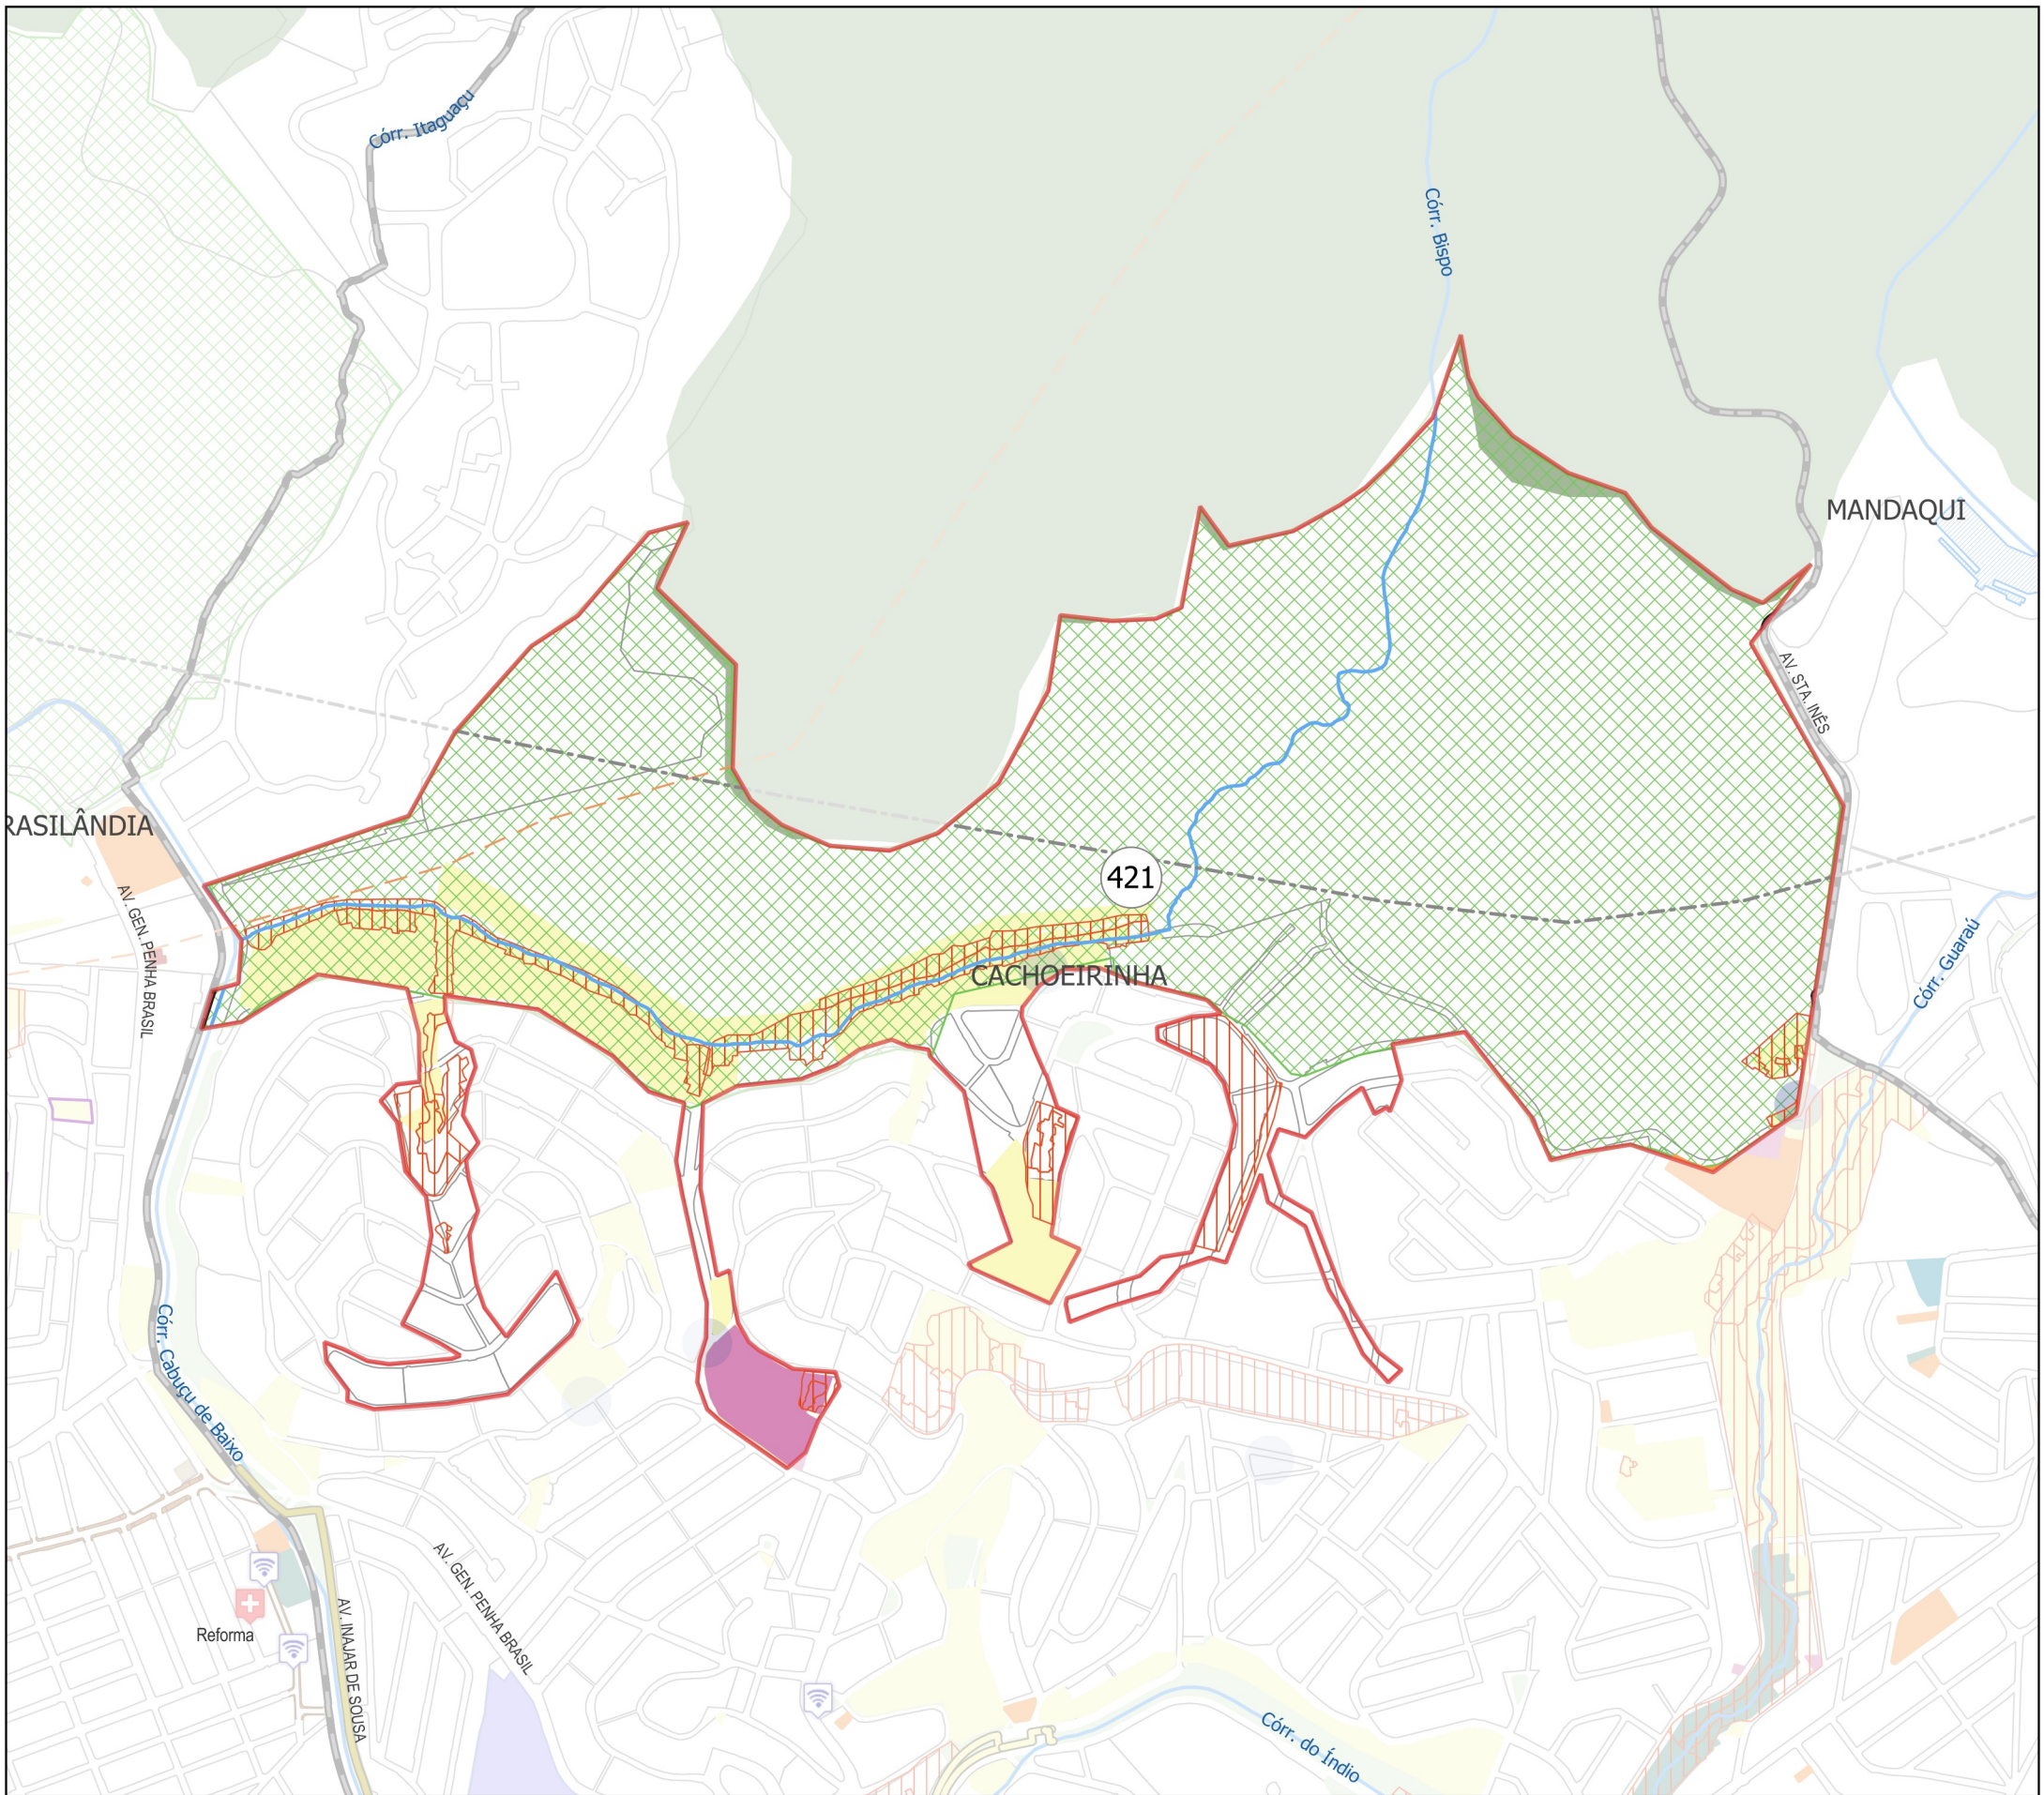 Córr. Itaguaçu
Córr. Bispo
MANDAQUI
AV. STA. INÊS
RASILÂNDIA
421
AV. GEN. PENHA BRASIL
CACHOEIRINHA
Córr. Guaraú
Córr. Cabuçu de Baixo
AV. GEN. PENHA BRASIL
AV. INAJAR DE SOUSA
Reforma
Córr. do Índio